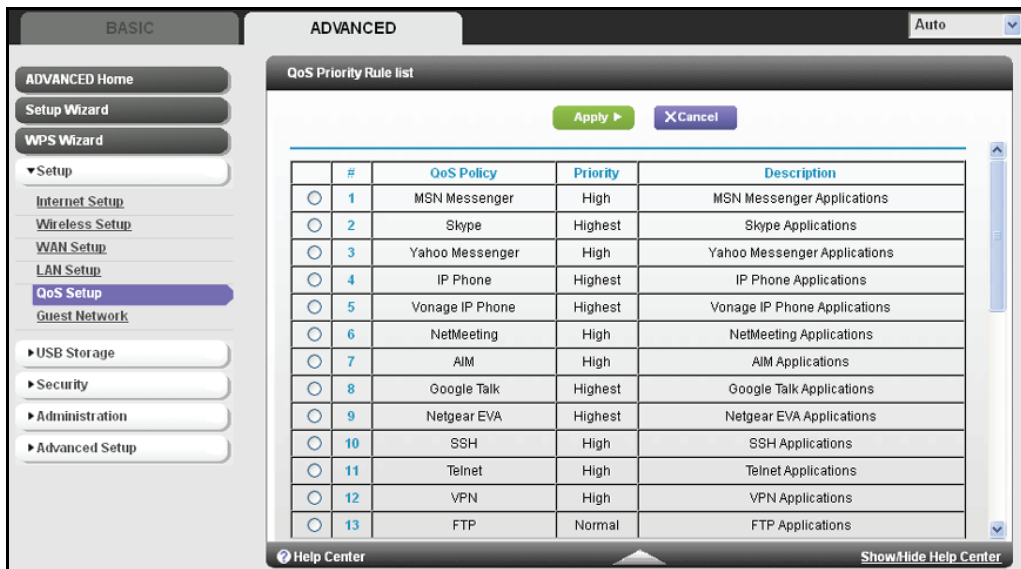 BASIC
ADVANCED
Auto
ADVANCED Home
Setup Wizard
WPS Wizard
▼Setup
Internet Setup
Wireless Setup
WAN Setup
LAN Setup
QoS Setup
Guest Network
▶USB Storage
▶Security
▶Administration
▶Advanced Setup
QoS Priority Rule list
Apply ▶ X Cancel
# QoS Policy Priority Description
1 MSN Messenger High MSN Messenger Applications
2 Skype Highest Skype Applications
3 Yahoo Messenger High Yahoo Messenger Applications
4 IP Phone Highest IP Phone Applications
5 Vonage IP Phone Highest Vonage IP Phone Applications
6 NetMeeting High NetMeeting Applications
7 AIM High AIM Applications
8 Google Talk Highest Google Talk Applications
9 Netgear EVA Highest Netgear EVA Applications
10 SSH High SSH Applications
11 Telnet High Telnet Applications
12 VPN High VPN Applications
13 FTP Normal FTP Applications
? Help Center
Show/Hide Help Center